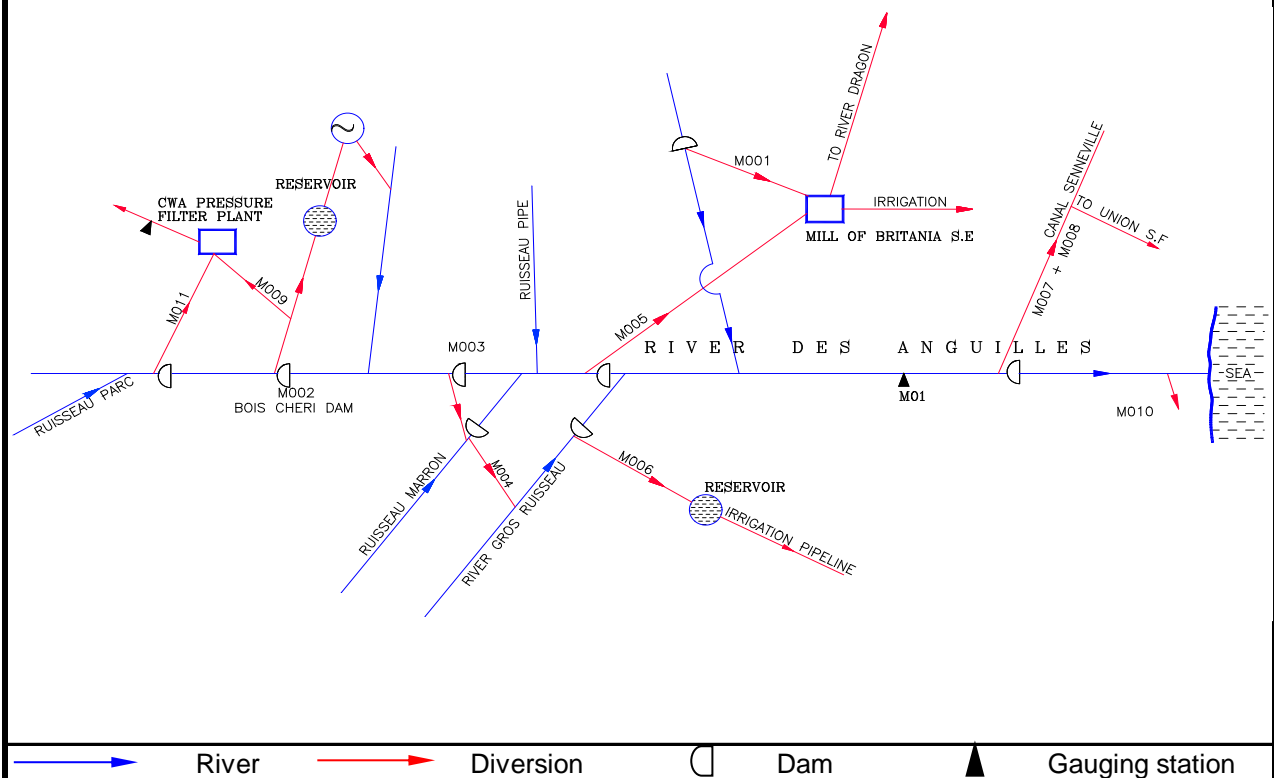 TO RIVER DRAGON
M001
CANAL SENNEVILLE
RESERVOIR
CWA PRESSURE
FILTER PLANT
RUISSEAU PIPE
IRRIGATION
TO UNION S.F
MILL OF BRITANIA S.E
M007 + M008
M011
M009
M005
M003
RIVER DES ANGUILLES
SEA
M002
BOIS CHERI DAM
M01
M010
RUISSEAU PARC
RUISSEAU MARRON
M004
RIVER GROS RUISSEAU
M006
RESERVOIR
IRRIGATION PIPELINE
River
Diversion
Dam
Gauging station